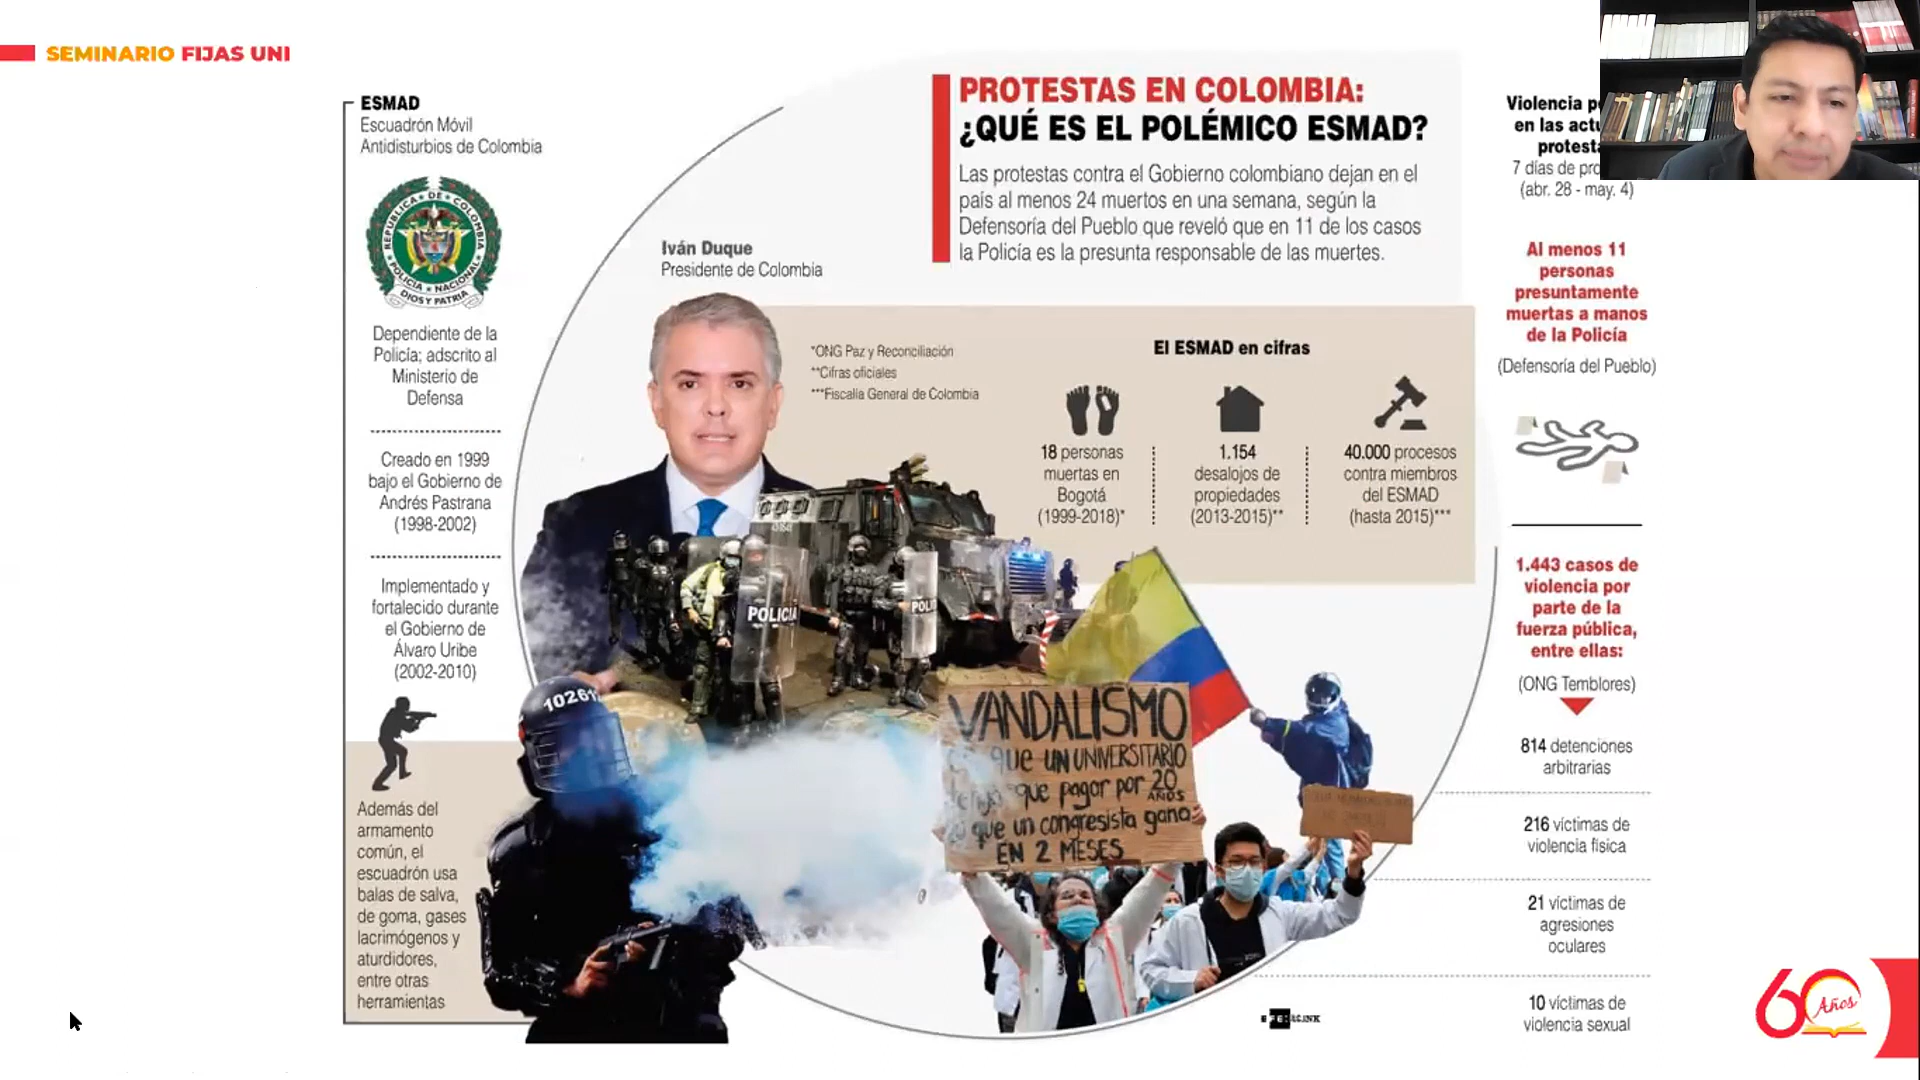 SEMINARIO FIJAS UNI
ESMAD
Escuadrón Móvil
Antidisturbios de Colombia
REPUBLICA DE COLOMBIA
POLICIA NACIONAL
DIOS Y PATRIA
Dependiente de la
Policía; adscrito al
Ministerio de
Defensa
Creado en 1999
bajo el Gobierno de
Andrés Pastrana
(1998-2002)
Implementado y
fortalecido durante
el Gobierno de
Álvaro Uribe
(2002-2010)
Además del
armamento
común, el
escuadrón usa
balas de salva,
de goma, gases
lacrimógenos y
aturdidores,
entre otras
herramientas
Iván Duque
Presidente de Colombia
PROTESTAS EN COLOMBIA:
¿QUÉ ES EL POLÉMICO ESMAD?
Las protestas contra el Gobierno colombiano dejan en el
país al menos 24 muertos en una semana, según la
Defensoría del Pueblo que reveló que en 11 de los casos
la Policía es la presunta responsable de las muertes.
*ONG Paz y Reconciliación
**Cifras oficiales
***Fiscalía General de Colombia
El ESMAD en cifras
18 personas
muertas en
Bogotá
(1999-2018)*
1.154
desalojos de
propiedades
(2013-2015)**
40.000 procesos
contra miembros
del ESMAD
(hasta 2015)***
POLICIA
POLIC
10261
VANDALISMO
que UN UNIVERSITARIO
que pagar por 20
AÑOS
que un congresista gana
EN 2 MESES
Violencia
en las
7 días de
(abr. 28 - may. 4)
Al menos 11
personas
presuntamente
muertas a manos
de la Policía
(Defensoría del Pueblo)
1.443 casos de
violencia por
parte de la
fuerza pública,
entre ellas:
(ONG Temblores)
814 detenciones
arbitrarias
216 víctimas de
violencia física
21 víctimas de
agresiones
oculares
10 víctimas de
violencia sexual
60 Años